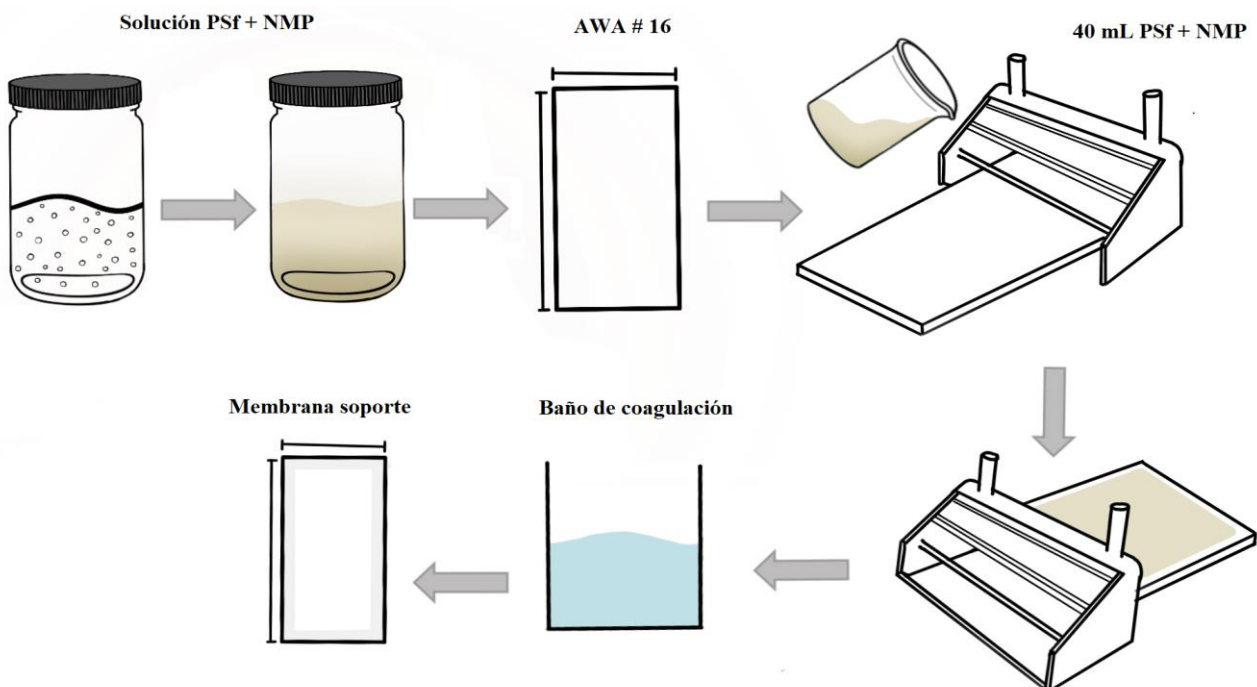 Solución PSf + NMP
AWA # 16
40 mL PSf + NMP
Membrana soporte
Baño de coagulación